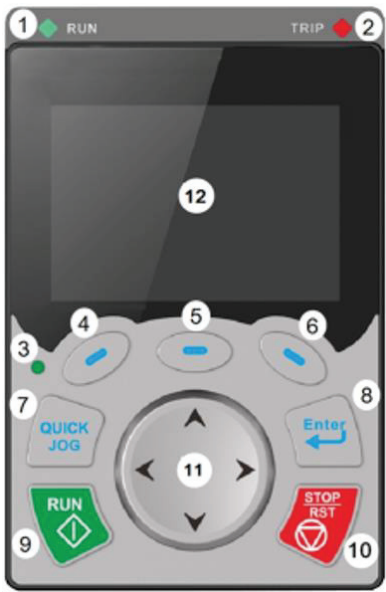 1 RUN TRIP 2
12
4 5 6
3
7 8
QUICK
JOG
Enter
11
RUN
STOP
RST
9 10